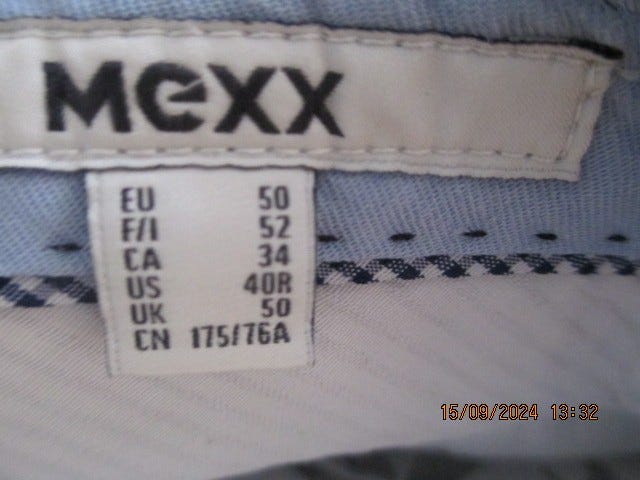 mexx
EU 50
F/I 52
CA 34
US 40R
UK 50
CN 175/76A
15/09/2024 13:32